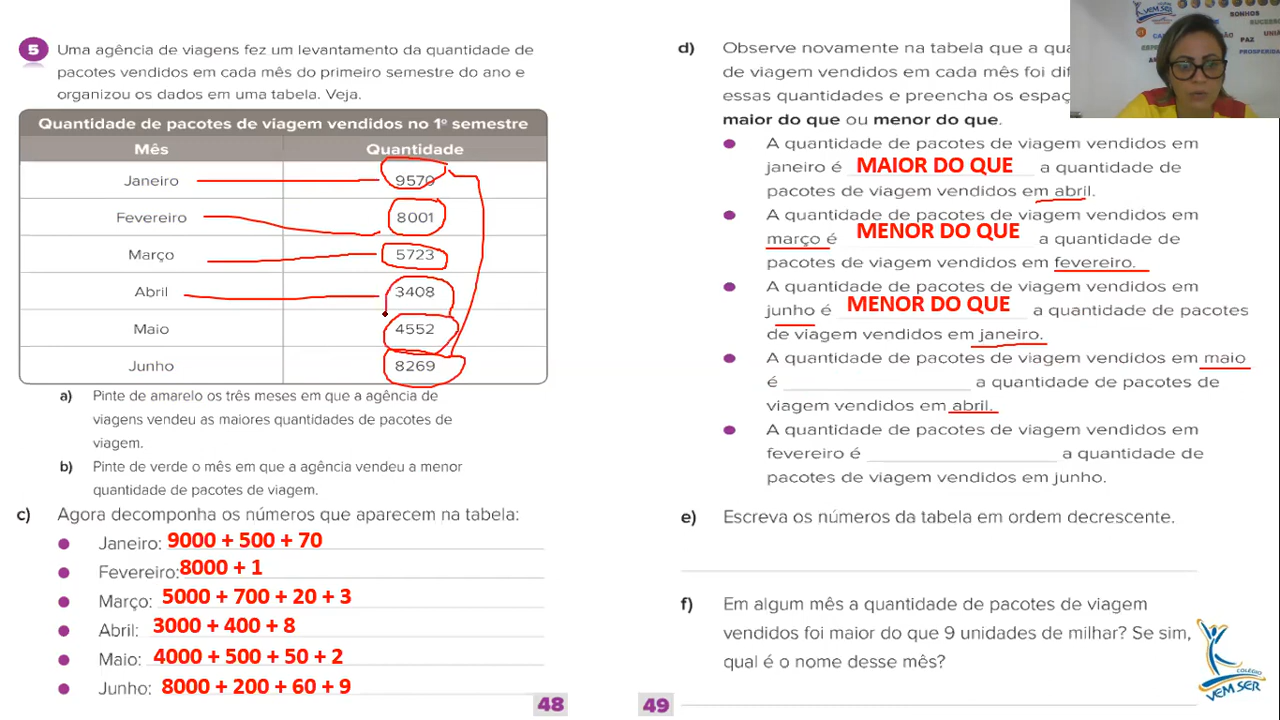 5 Uma agência de viagens fez um levantamento da quantidade de
pacotes vendidos em cada mês do primeiro semestre do ano e
organizou os dados em uma tabela. Veja.
Quantidade de pacotes de viagem vendidos no 1º semestre
Mês Quantidade
Janeiro 9570
Fevereiro 8001
Março 5723
Abril 3408
Maio 4552
Junho 8269
a) Pinte de amarelo os três meses em que a agência de
viagens vendeu as maiores quantidades de pacotes de
viagem.
b) Pinte de verde o mês em que a agência vendeu a menor
quantidade de pacotes de viagem.
c) Agora decomponha os números que aparecem na tabela:
Janeiro: 9000 + 500 + 70
Fevereiro: 8000 + 1
Março: 5000 + 700 + 20 + 3
Abril: 3000 + 400 + 8
Maio: 4000 + 500 + 50 + 2
Junho: 8000 + 200 + 60 + 9
48
d) Observe novamente na tabela que a qua
de viagem vendidos em cada mês foi dif
essas quantidades e preencha os espaç
maior do que ou menor do que.
A quantidade de pacotes de viagem vendidos em
janeiro é MAIOR DO QUE a quantidade de
pacotes de viagem vendidos em abril.
A quantidade de pacotes de viagem vendidos em
março é MENOR DO QUE a quantidade de
pacotes de viagem vendidos em fevereiro.
A quantidade de pacotes de viagem vendidos em
junho é MENOR DO QUE a quantidade de pacotes
de viagem vendidos em janeiro.
A quantidade de pacotes de viagem vendidos em maio
é a quantidade de pacotes de
viagem vendidos em abril.
A quantidade de pacotes de viagem vendidos em
fevereiro é a quantidade de
pacotes de viagem vendidos em junho.
e) Escreva os números da tabela em ordem decrescente.
f) Em algum mês a quantidade de pacotes de viagem
vendidos foi maior do que 9 unidades de milhar? Se sim,
qual é o nome desse mês?
49
COLÉGIO
VEM SER
VEM SER
SONHOS
PAZ
PROSPERIDA